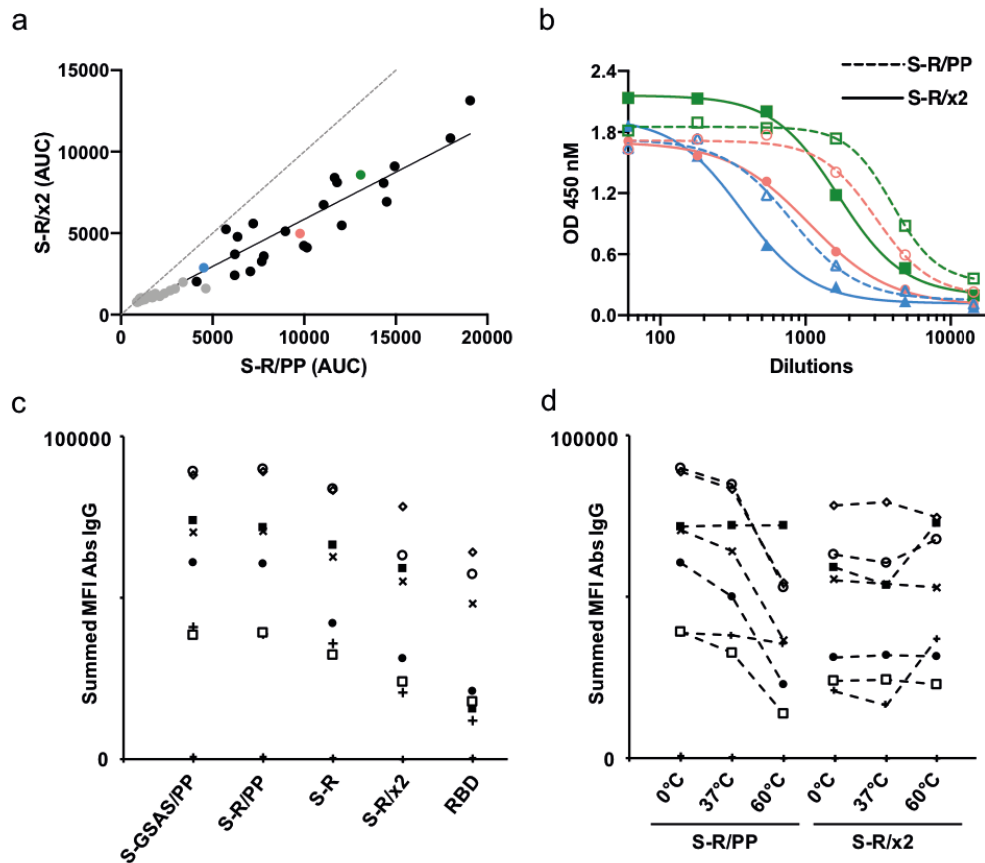 a
15000
10000
5000
0
S-R/x2 (AUC)
0
5000
10000
15000
20000
S-R/PP (AUC)
b
S-R/PP
S-R/x2
2.4
1.8
1.2
0.6
0.0
OD 450 nM
100
1000
10000
Dilutions
c
100000
0
Summed MFI Abs IgG
S-GSAS/PP
S-R/PP
S-R
S-R/x2
RBD
d
100000
0
Summed MFI Abs IgG
0°C
37°C
60°C
0°C
37°C
60°C
S-R/PP
S-R/x2